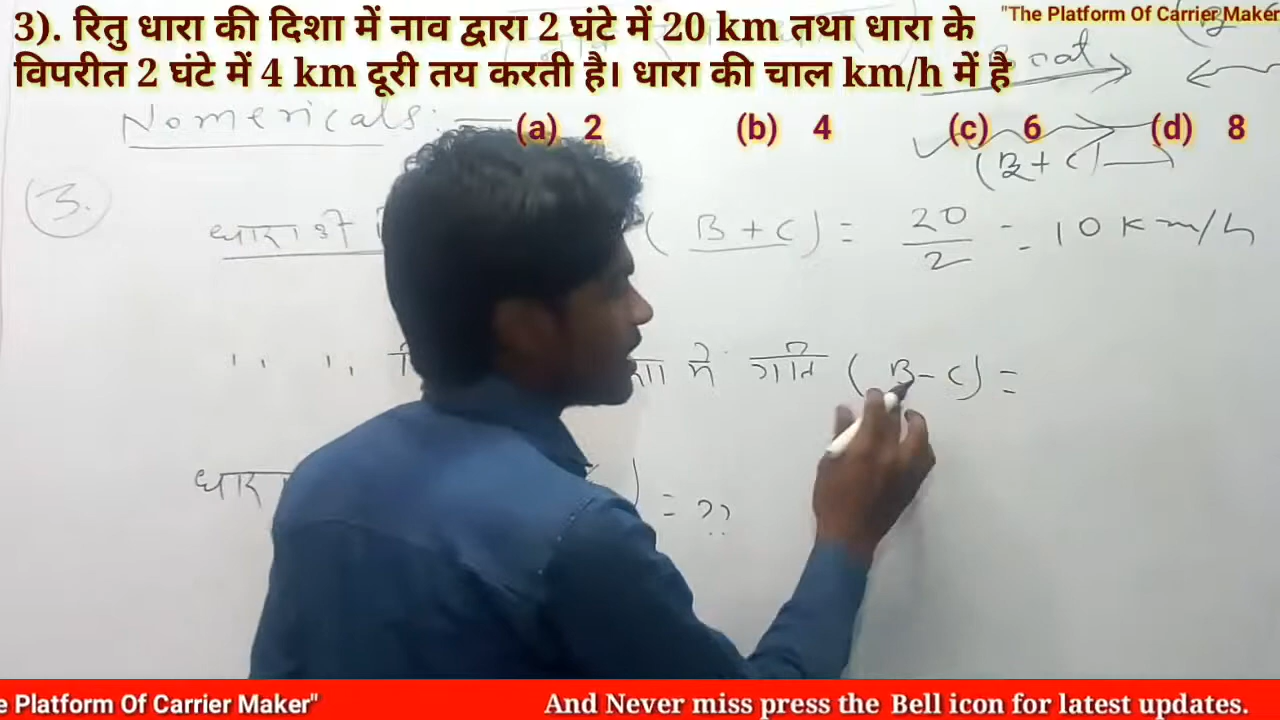 "The Platform Of Carrier Maker
3). रितु धारा की दिशा में नाव द्वारा 2 घंटे में 20 km तथा धारा के
विपरीत 2 घंटे में 4 km दूरी तय करती है। धारा की चाल km/h में है
(a) 2 (b) 4 (c) 6 (d) 8
Nomericals:
(B+C)
3.
धारा की (B+C) = 20/2 = 10 Km/h
में गति (B-C) =
= ??
e Platform Of Carrier Maker" And Never miss press the Bell icon for latest updates.